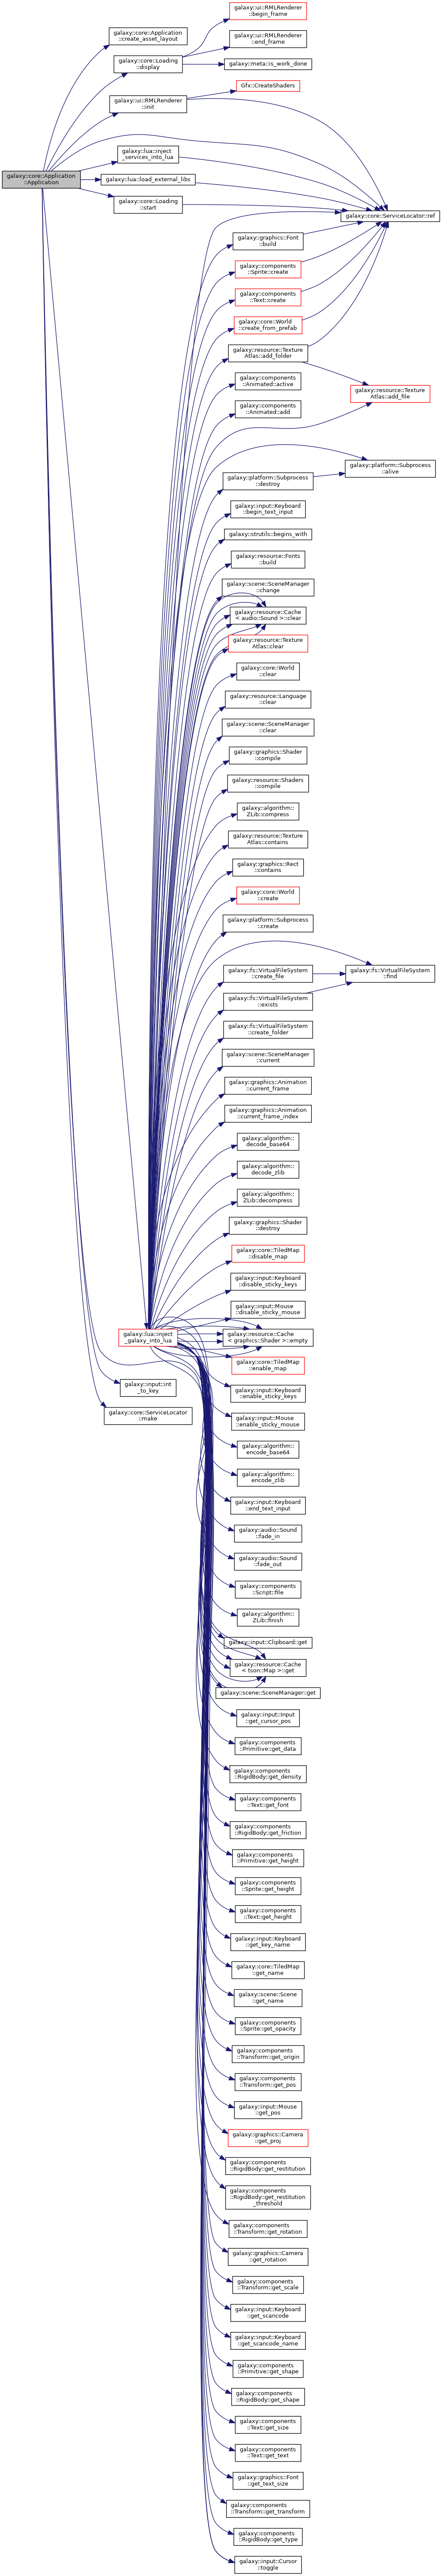 galaxy::ui::RMLRenderer
::begin_frame
galaxy::core::Application
::create_asset_layout
galaxy::ui::RMLRenderer
::end_frame
galaxy::core::Loading
::display
galaxy::meta::is_work_done
Gfx::CreateShaders
galaxy::ui::RMLRenderer
::init
galaxy::lua::inject
_services_into_lua
galaxy::core::Application
::Application
galaxy::lua::load_external_libs
galaxy::core::Loading
::start
galaxy::core::ServiceLocator::ref
galaxy::graphics::Font
::build
galaxy::components
::Sprite::create
galaxy::components
::Text::create
galaxy::core::World
::create_from_prefab
galaxy::resource::Texture
Atlas::add_folder
galaxy::components
::Animated::active
galaxy::resource::Texture
Atlas::add_file
galaxy::components
::Animated::add
galaxy::platform::Subprocess
::alive
galaxy::platform::Subprocess
::destroy
galaxy::input::Keyboard
::begin_text_input
galaxy::strutils::begins_with
galaxy::resource::Fonts
::build
galaxy::scene::SceneManager
::change
galaxy::resource::Cache
< audio::Sound >::clear
galaxy::resource::Texture
Atlas::clear
galaxy::core::World
::clear
galaxy::resource::Language
::clear
galaxy::scene::SceneManager
::clear
galaxy::graphics::Shader
::compile
galaxy::resource::Shaders
::compile
galaxy::algorithm::
ZLib::compress
galaxy::resource::Texture
Atlas::contains
galaxy::graphics::Rect
::contains
galaxy::core::World
::create
galaxy::platform::Subprocess
::create
galaxy::fs::VirtualFileSystem
::create_file
galaxy::fs::VirtualFileSystem
::find
galaxy::fs::VirtualFileSystem
::exists
galaxy::fs::VirtualFileSystem
::create_folder
galaxy::scene::SceneManager
::current
galaxy::graphics::Animation
::current_frame
galaxy::graphics::Animation
::current_frame_index
galaxy::algorithm::
decode_base64
galaxy::algorithm::
decode_zlib
galaxy::algorithm::
ZLib::decompress
galaxy::graphics::Shader
::destroy
galaxy::core::TiledMap
::disable_map
galaxy::input::Keyboard
::disable_sticky_keys
galaxy::input::Mouse
::disable_sticky_mouse
galaxy::lua::inject
_galaxy_into_lua
galaxy::resource::Cache
< graphics::Shader >::empty
galaxy::core::TiledMap
::enable_map
galaxy::input::int
_to_key
galaxy::input::Keyboard
::enable_sticky_keys
galaxy::core::ServiceLocator
::make
galaxy::input::Mouse
::enable_sticky_mouse
galaxy::algorithm::
encode_base64
galaxy::algorithm::
encode_zlib
galaxy::input::Keyboard
::end_text_input
galaxy::audio::Sound
::fade_in
galaxy::audio::Sound
::fade_out
galaxy::components
::Script::file
galaxy::algorithm::
ZLib::finish
galaxy::input::Clipboard::get
galaxy::resource::Cache
< tson::Map >::get
galaxy::scene::SceneManager::get
galaxy::input::Input
::get_cursor_pos
galaxy::components
::Primitive::get_data
galaxy::components
::RigidBody::get_density
galaxy::components
::Text::get_font
galaxy::components
::RigidBody::get_friction
galaxy::components
::Primitive::get_height
galaxy::components
::Sprite::get_height
galaxy::components
::Text::get_height
galaxy::input::Keyboard
::get_key_name
galaxy::core::TiledMap
::get_name
galaxy::scene::Scene
::get_name
galaxy::components
::Sprite::get_opacity
galaxy::components
::Transform::get_origin
galaxy::components
::Transform::get_pos
galaxy::input::Mouse
::get_pos
galaxy::graphics::Camera
::get_proj
galaxy::components
::RigidBody::get_restitution
galaxy::components
::RigidBody::get_restitution
_threshold
galaxy::components
::Transform::get_rotation
galaxy::graphics::Camera
::get_rotation
galaxy::components
::Transform::get_scale
galaxy::input::Keyboard
::get_scancode
galaxy::input::Keyboard
::get_scancode_name
galaxy::components
::Primitive::get_shape
galaxy::components
::RigidBody::get_shape
galaxy::components
::Text::get_size
galaxy::components
::Text::get_text
galaxy::graphics::Font
::get_text_size
galaxy::components
::Transform::get_transform
galaxy::components
::RigidBody::get_type
galaxy::input::Cursor
::toggle